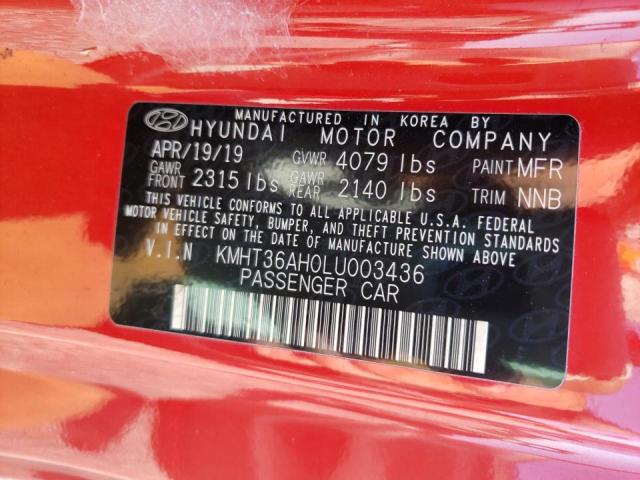 MANUFACTURED IN KOREA BY
HYUNDAI MOTOR COMPANY
APR/19/19 GVWR 4079 lbs PAINT MFR
GAWR FRONT 2315 lbs GAWR REAR 2140 lbs TRIM NNB
THIS VEHICLE CONFORMS TO ALL APPLICABLE U.S.A. FEDERAL
MOTOR VEHICLE SAFETY, BUMPER, AND THEFT PREVENTION STANDARDS
IN EFFECT ON THE DATE OF MANUFACTURE SHOWN ABOVE.
V.I.N KMHT36AH0LU003436
PASSENGER CAR